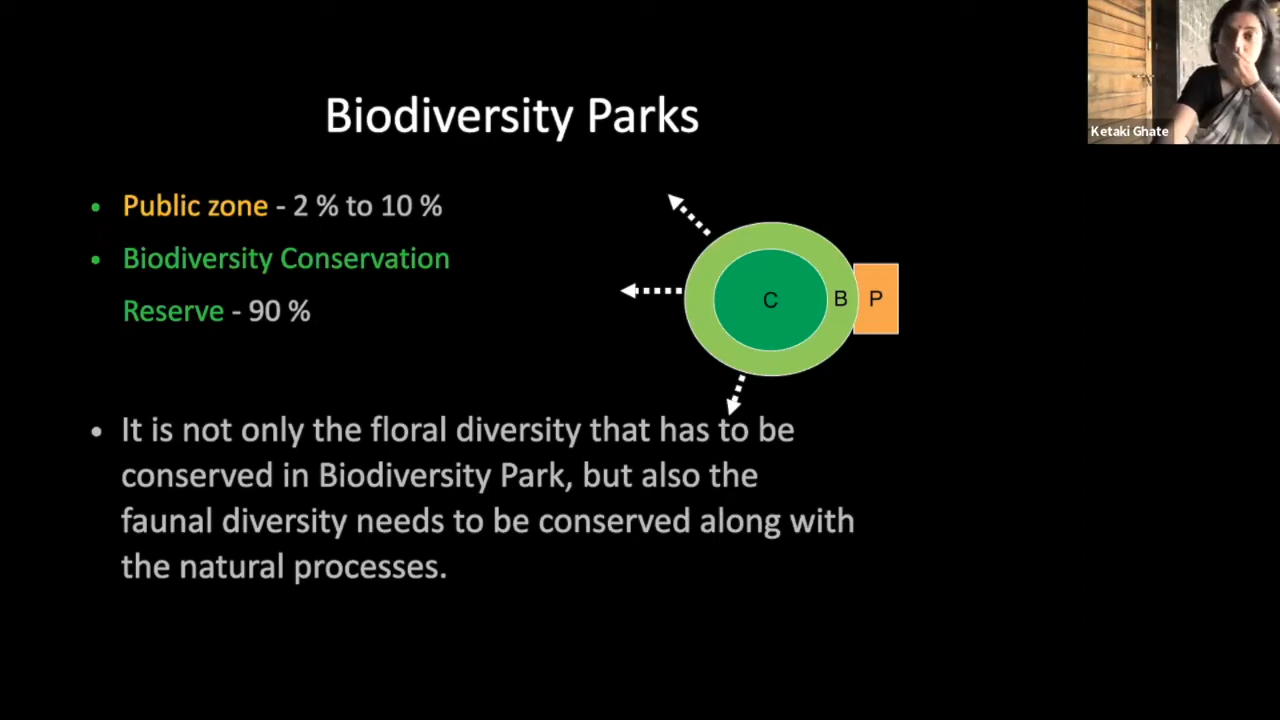 Biodiversity Parks
Ketaki Ghate
• Public zone - 2 % to 10 %
• Biodiversity Conservation
Reserve - 90 %
C
B
P
• It is not only the floral diversity that has to be
conserved in Biodiversity Park, but also the
faunal diversity needs to be conserved along with
the natural processes.